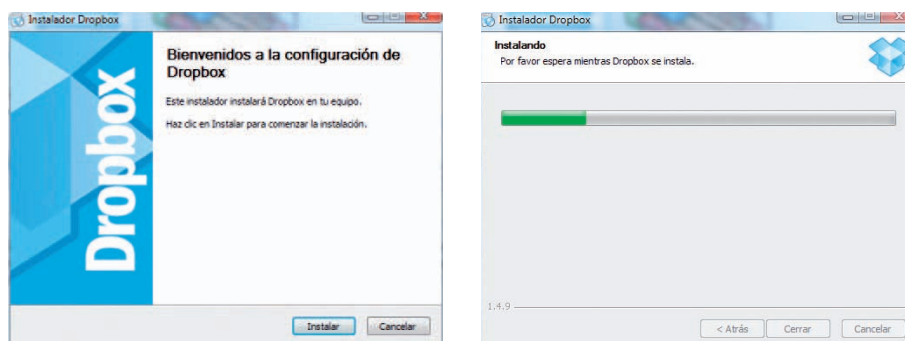 Instalador Dropbox
Dropbox
Bienvenidos a la configuración de
Dropbox
Este instalador instalará Dropbox en tu equipo.
Haz clic en Instalar para comenzar la instalación.
Instalar
Cancelar
Instalador Dropbox
Instalando
Por favor espera mientras Dropbox se instala.
1.4.9
< Atrás
Cerrar
Cancelar